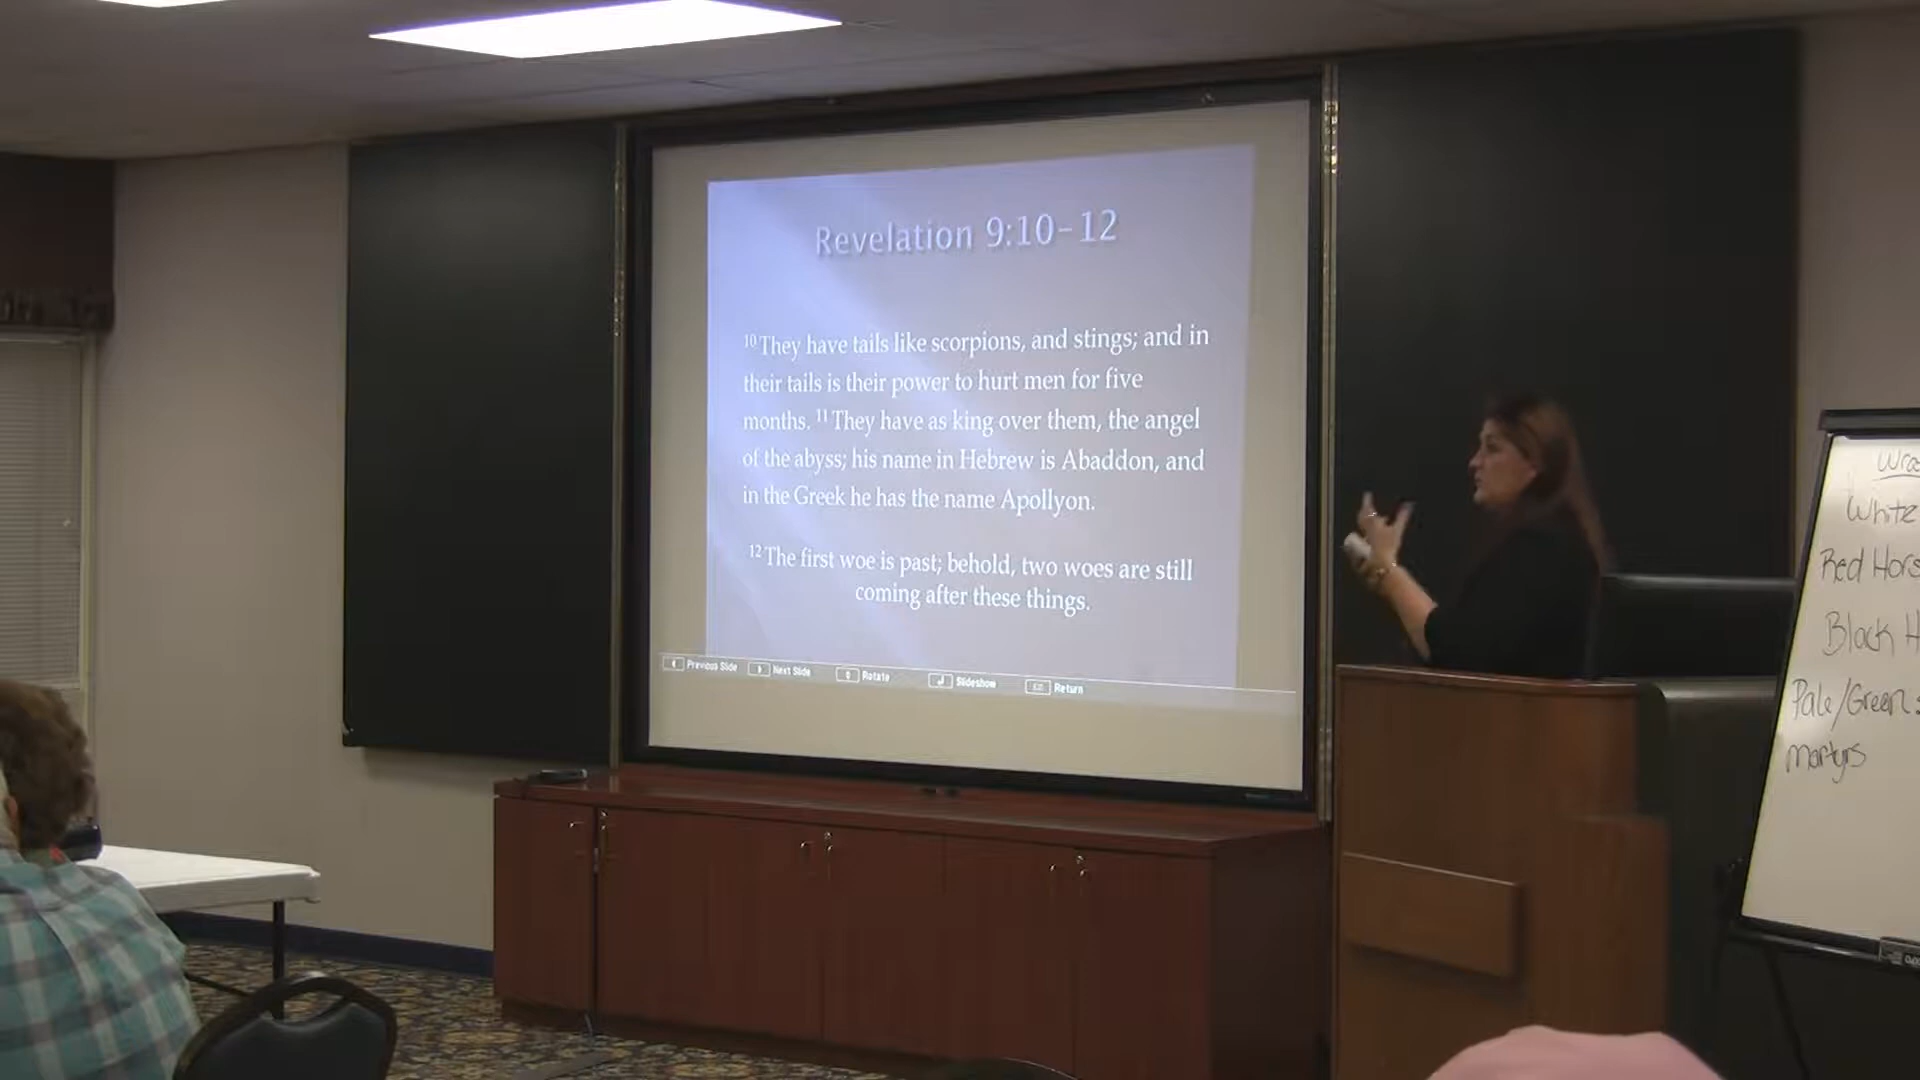 Revelation 9:10-12
10 They have tails like scorpions, and stings; and in
their tails is their power to hurt men for five
months. 11 They have as king over them, the angel
of the abyss; his name in Hebrew is Abaddon, and
in the Greek he has the name Apollyon.
12 The first woe is past; behold, two woes are still
coming after these things.
Previous Slide Next Slide Rotate Slideshow Return
White
Red Hors
Black H
Pale/Green
martyrs